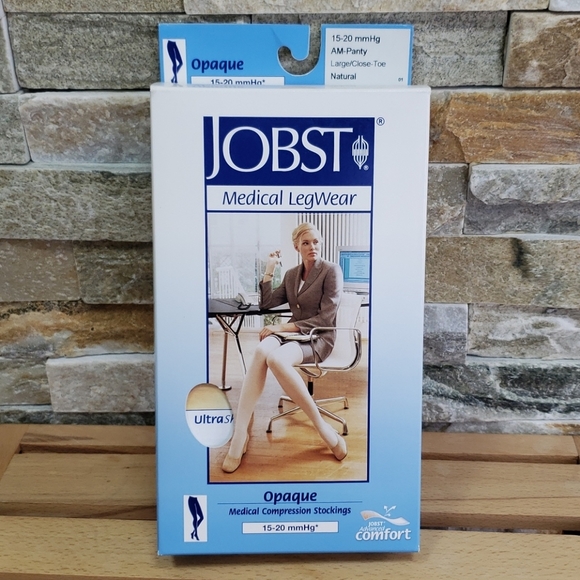 Opaque
15-20 mmHg*
15-20 mmHg
AM-Panty
Large/Close-Toe
Natural
JOBST®
Medical LegWear
Opaque
Medical Compression Stockings
15-20 mmHg*
JOBST®
Advanced
comfort